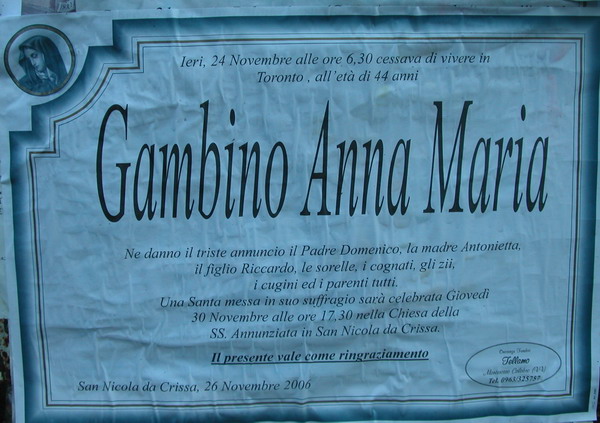 Ieri, 24 Novembre alle ore 6,30 cessava di vivere in
Toronto , all'età di 44 anni
Gambino Anna Maria
Ne danno il triste annuncio il Padre Domenico, la madre Antonietta,
il figlio Riccardo, le sorelle, i cognati, gli zii,
i cugini ed i parenti tutti.
Una Santa messa in suo suffragio sarà celebrata Giovedì
30 Novembre alle ore 17.30 nella Chiesa della
SS. Annunziata in San Nicola da Crissa.
Il presente vale come ringraziamento
San Nicola da Crissa, 26 Novembre 2006
Tellamo
Tel. 0963/325757